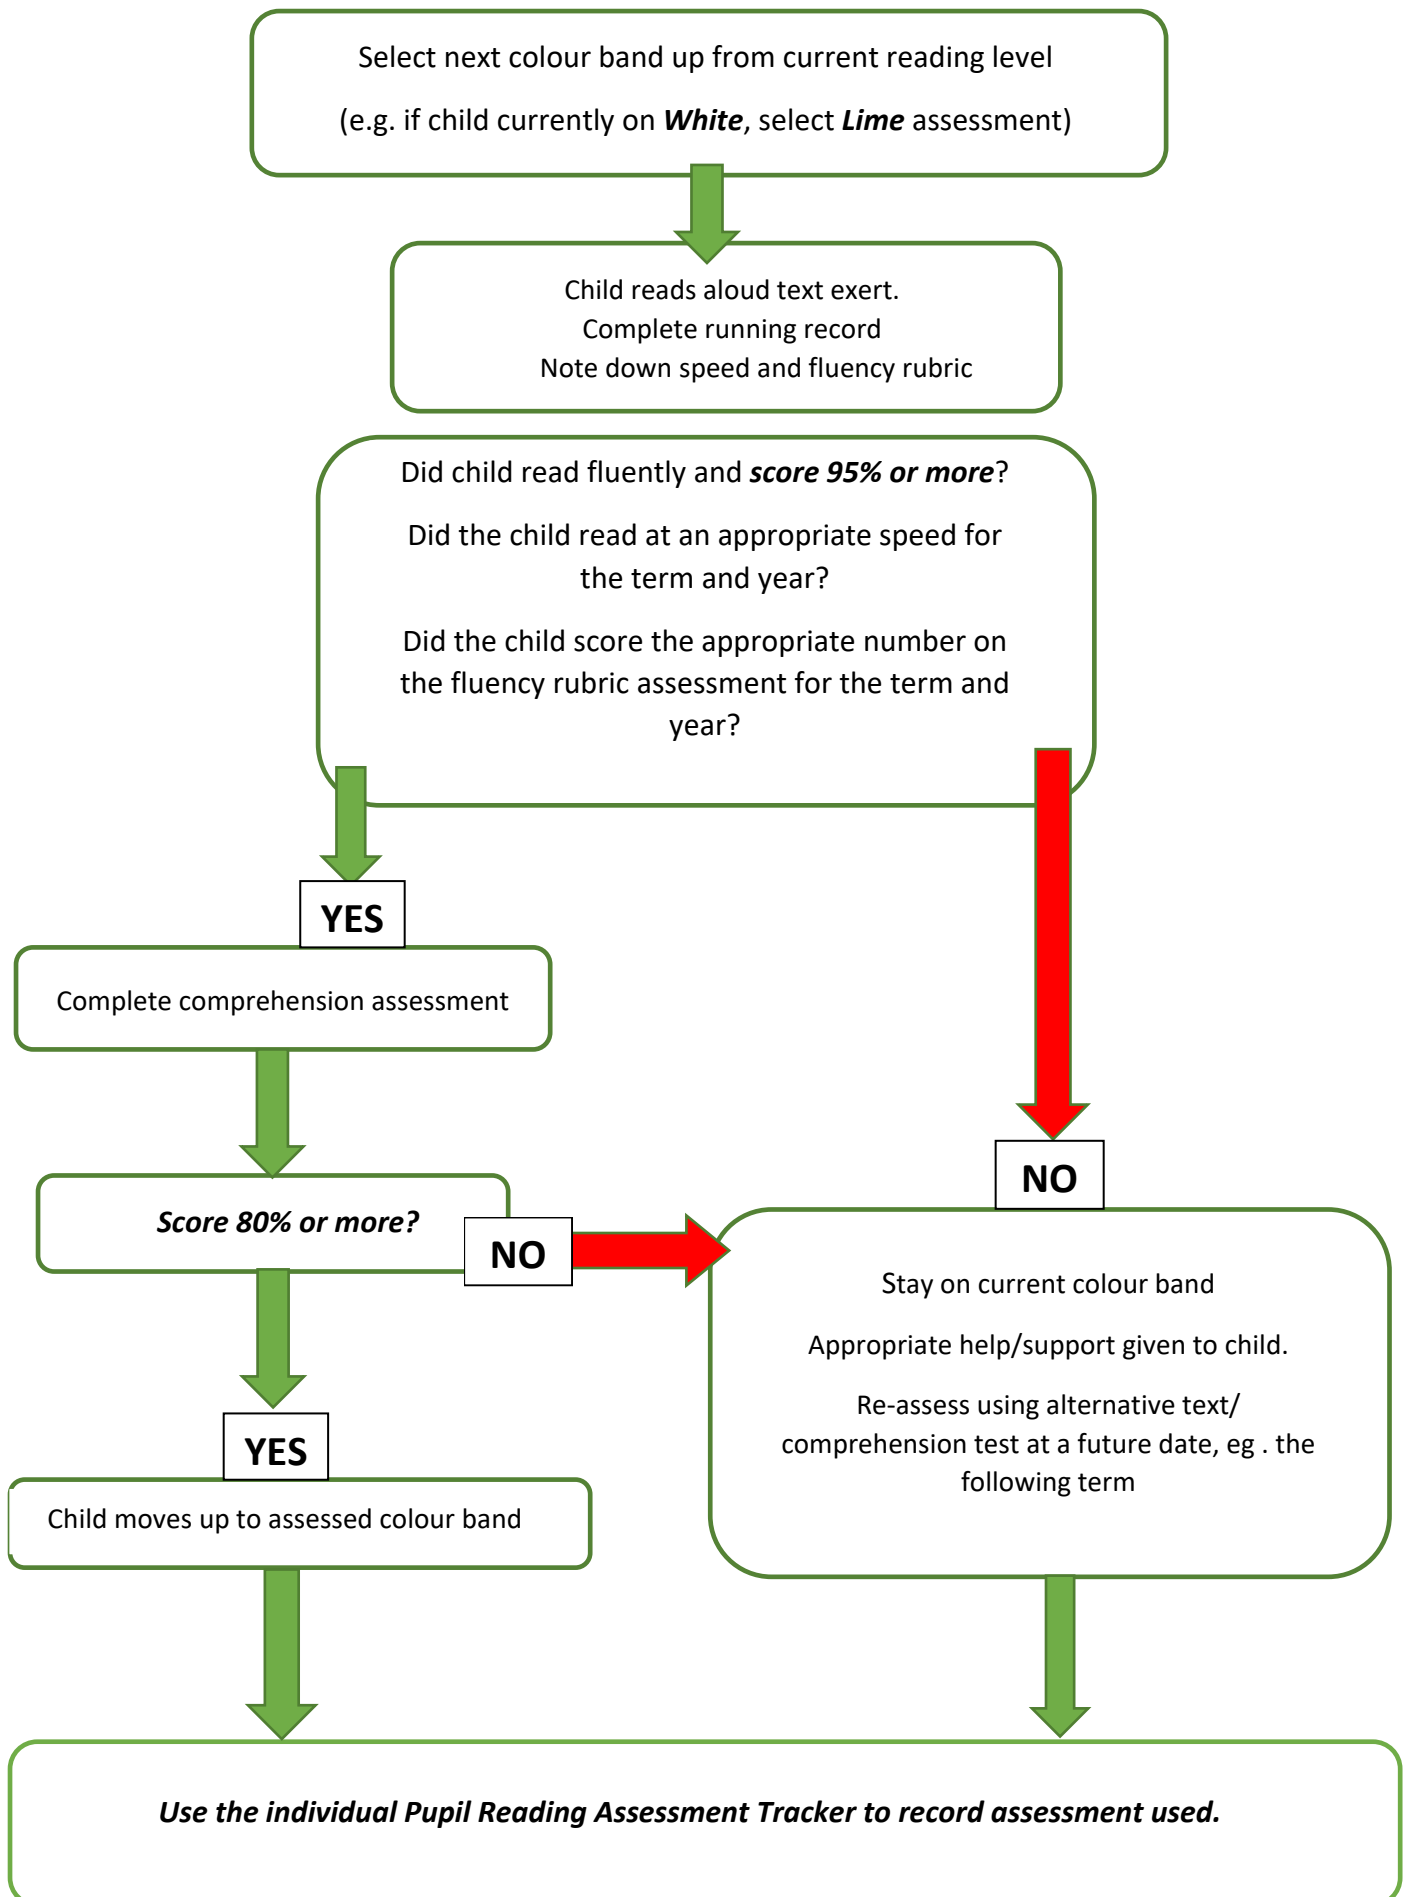 Select next colour band up from current reading level
(e.g. if child currently on White, select Lime assessment)
Child reads aloud text exert.
Complete running record
Note down speed and fluency rubric
Did child read fluently and score 95% or more?
Did the child read at an appropriate speed for
the term and year?
Did the child score the appropriate number on
the fluency rubric assessment for the term and
year?
YES
Complete comprehension assessment
Score 80% or more?
NO
YES
Child moves up to assessed colour band
NO
Stay on current colour band
Appropriate help/support given to child.
Re-assess using alternative text/
comprehension test at a future date, eg . the
following term
Use the individual Pupil Reading Assessment Tracker to record assessment used.